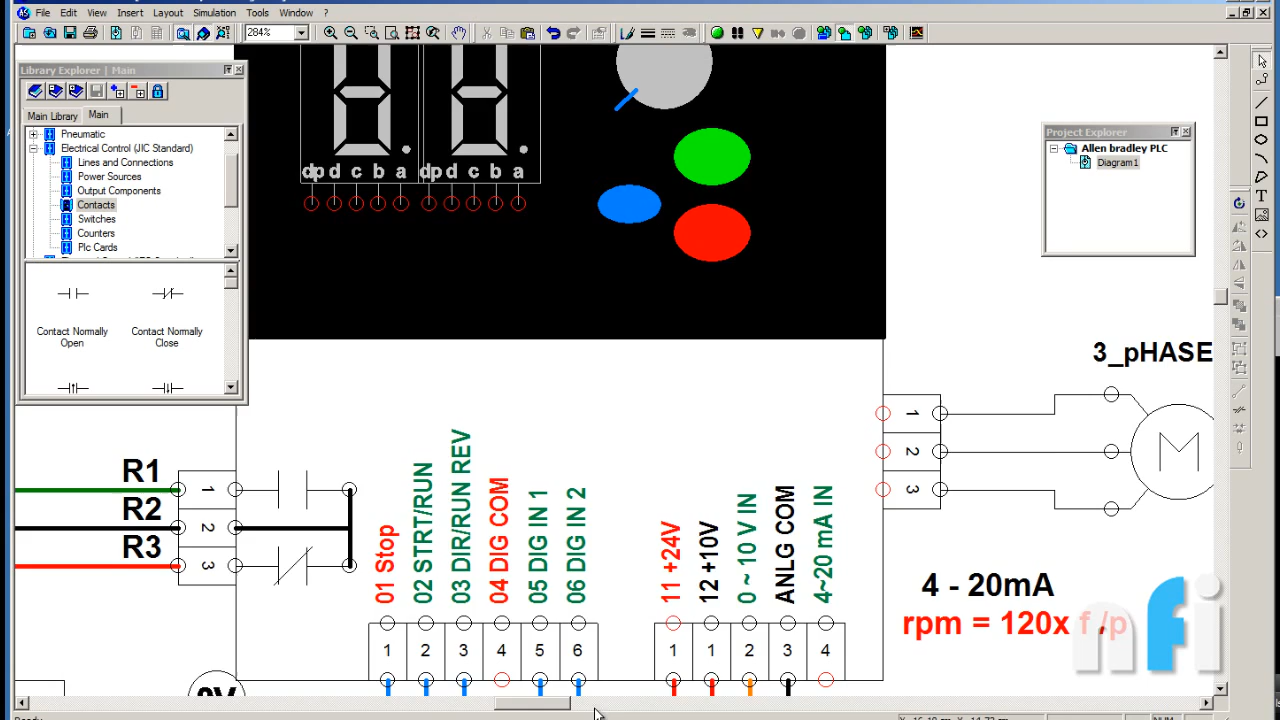 File Edit View Insert Layout Simulation Tools Window ?
284%
Library Explorer | Main
Main Library Main
Pneumatic
Electrical Control (JIC Standard)
Lines and Connections
Power Sources
Output Components
Contacts
Switches
Counters
Plc Cards
Contact Normally Open
Contact Normally Close
dp d c b a dp d c b a
Project Explorer
Allen bradley PLC
Diagram1
3_pHASE
1
2
3
M
R1
R2
R3
1
2
3
01 Stop
02 STRT/RUN
03 DIR/RUN REV
04 DIG COM
05 DIG IN 1
06 DIG IN 2
11 +24V
12 +10V
0 ~ 10 V IN
ANLG COM
4~20 mA IN
1 2 3 4 5 6
1 1 2 3 4
4 - 20mA
rpm = 120x f /p
nfi